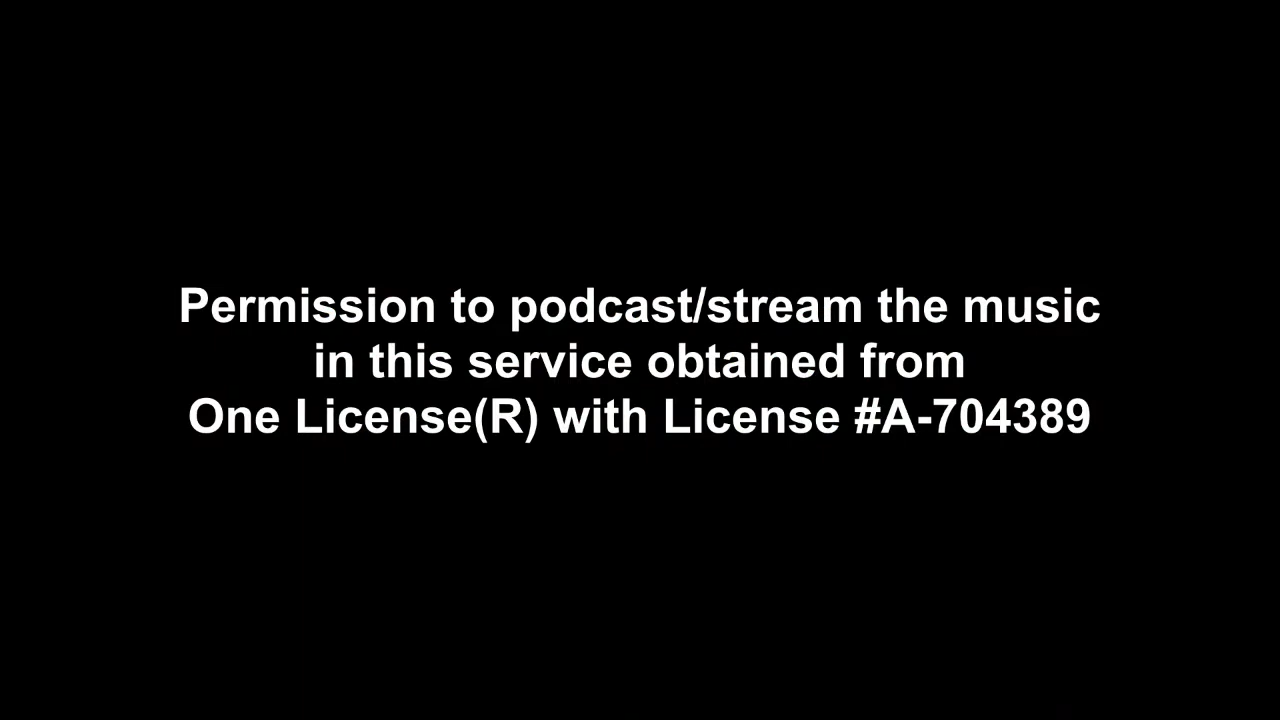 Permission to podcast/stream the music
in this service obtained from
One License(R) with License #A-704389